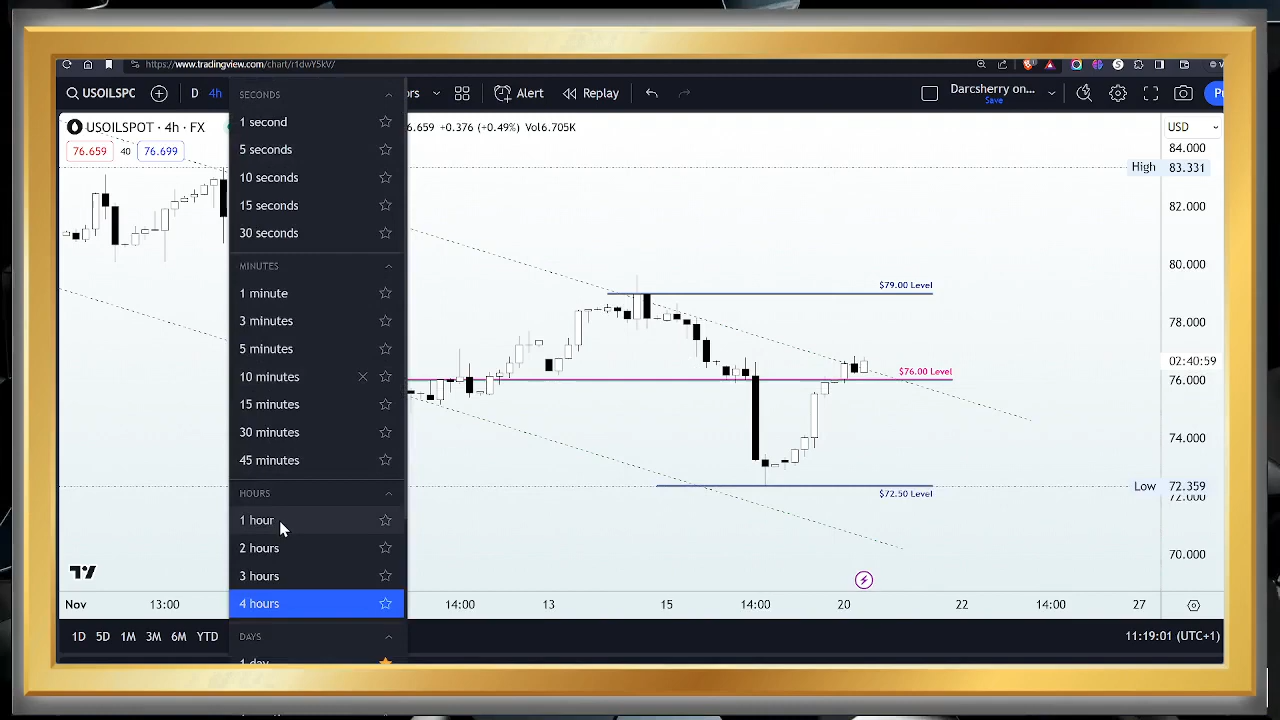 https://www.tradingview.com/chart/r1dwY5kV/
USOILSPC
D
4h
Alert
Replay
Darcsherry on...
Save
USOILSPOT · 4h · FX
76.659
40
76.699
6.659 +0.376 (+0.49%) Vol6.705K
USD
SECONDS
1 second
5 seconds
10 seconds
15 seconds
30 seconds
MINUTES
1 minute
3 minutes
5 minutes
10 minutes
15 minutes
30 minutes
45 minutes
HOURS
1 hour
2 hours
3 hours
4 hours
DAYS
1 day
$79.00 Level
$76.00 Level
$72.50 Level
84.000
High 83.331
82.000
80.000
78.000
02:40:59
76.000
74.000
Low 72.359
72.000
70.000
Nov
13:00
14:00
13
15
14:00
20
22
14:00
27
1D
5D
1M
3M
6M
YTD
11:19:01 (UTC+1)